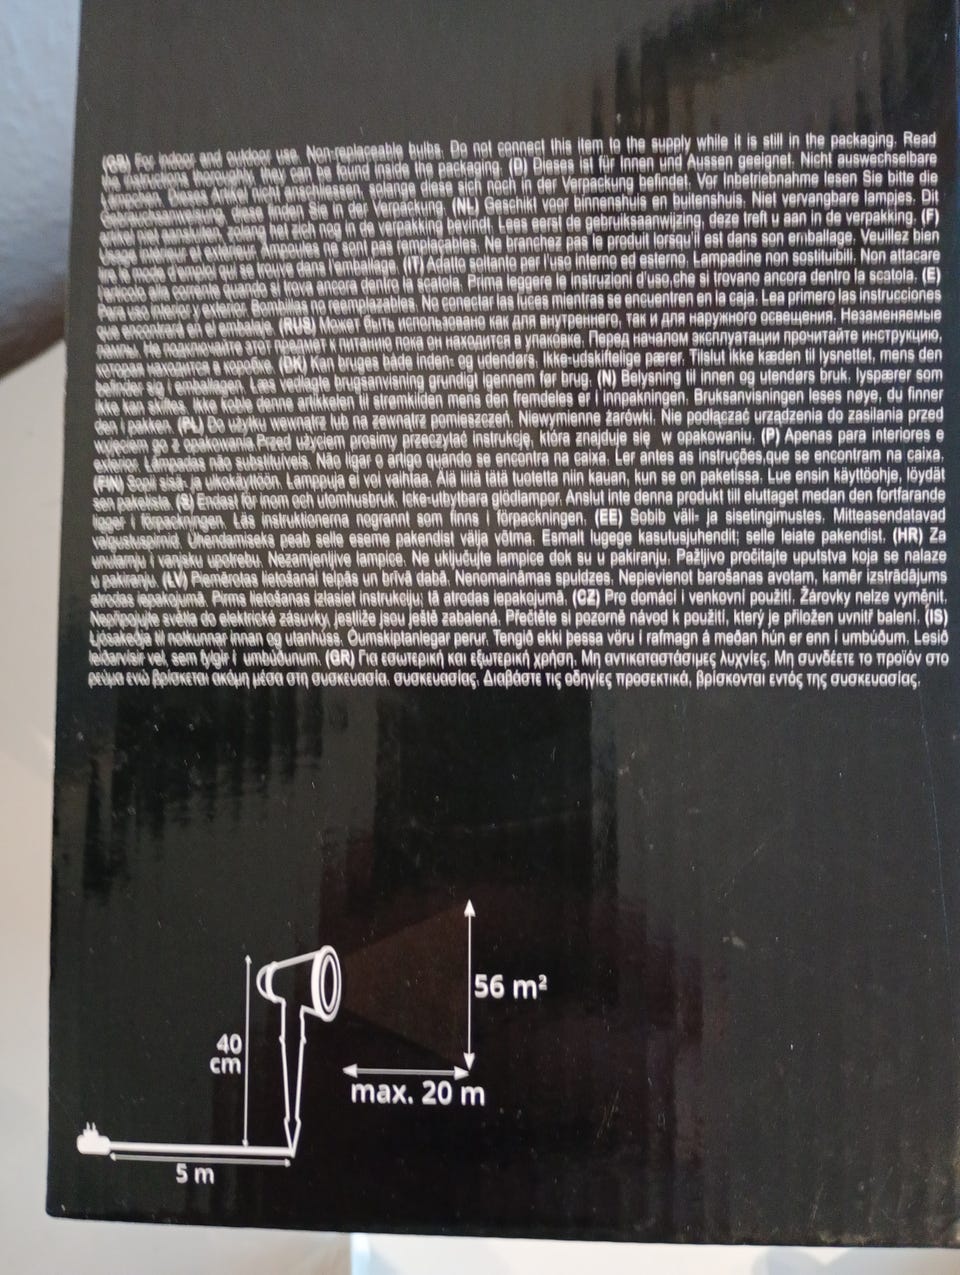 (GB) For indoor and outdoor use. Non-replaceable bulbs. Do not connect this item to the supply while it is still in the packaging. Read
the instructions thoroughly, they can be found inside the packaging. (D) Dieses ist für Innen und Aussen geeignet. Nicht auswechselbare
Lämpchen. Dieses Artikel nicht anschliessen, solange diese sich noch in der Verpackung befindet. Vor Inbetriebnahme lesen Sie bitte die
Gebrauchsanweisung, diese finden Sie in der Verpackung. (NL) Geschikt voor binnenshuis en buitenshuis. Niet vervangbare lampjes. Dit
artikel niet aansluiten, zolang het zich nog in de verpakking bevindt. Lees eerst de gebruiksaanwijzing, deze treft u aan in de verpakking. (F)
Usage intérieur et extérieur. Ampoules ne sont pas remplaçables. Ne branchez pas le produit lorsqu'il est dans son emballage. Veuillez bien
lire le mode d'emploi qui se trouve dans l'emballage. (IT) Adatto soltanto per l'uso interno ed esterno. Lampadine non sostituibili. Non attacare
l'articolo alla corrente quando si trova ancora dentro la scatola. Prima leggere le instuzioni d'uso,che si trovano ancora dentro la scatola. (E)
Para uso interior y exterior. Bombillas no reemplazables. No conectar las luces mientras se encuentren en la caja. Lea primero las instrucciones
que encontrará en el embalaje. (RUS) Может быть использовано как для внутреннего, так и для наружного освещения. Незаменяемые
лампы. Не подключайте этот предмет к питанию пока он находится в упаковке. Перед началом эксплуатации прочитайте инструкцию,
которая находится в коробке. (DK) Kan bruges både inden- og udendørs. Ikke-udskiftelige pærer. Tilslut ikke kæden til lysnettet, mens den
befinder sig i emballagen. Læs vedlagte brugsanvisning grundigt igennem før brug. (N) Belysning til innen og utendørs bruk. lyspærer som
ikke kan skiftes. Ikke koble denne artikkelen til strømkilden mens den fremdeles er i innpakningen. Bruksanvisningen leses nøye, du finner
den i pakken. (PL) Do użytku wewnątrz lub na zewnątrz pomieszczeń. Niewymienne żarówki. Nie podłączać urządzenia do zasilania przed
wyjęciem go z opakowania.Przed użyciem prosimy przeczytać instrukcję, która znajduje się w opakowaniu. (P) Apenas para interiores e
exterior. Lâmpadas não substituíveis. Não ligar o artigo quando se encontra na caixa. Ler antes as instruções,que se encontram na caixa.
(FIN) Sopii sisä- ja ulkokäyttöön. Lamppuja ei voi vaihtaa. Älä liitä tätä tuotetta niin kauan, kun se on paketissa. Lue ensin käyttöohje, löydät
sen paketista. (S) Endast för inom och utomhusbruk. Icke-utbytbara glödlampor. Anslut inte denna produkt till eluttaget medan den fortfarande
ligger i förpackningen. Läs instruktionerna nogrannt som finns i förpackningen. (EE) Sobib väli- ja sisetingimustes. Mitteasendatavad
valgustuspirnid. Ühendamiseks peab selle eseme pakendist välja võtma. Esmalt lugege kasutusjuhendit; selle leiate pakendist. (HR) Za
unutarnju i vanjsku upotrebu. Nezamjenjive lampice. Ne uključujte lampice dok su u pakiranju. Pažljivo pročitajte uputstva koja se nalaze
u pakiranju. (LV) Piemērotas lietošanai telpās un brīvā dabā. Nenomaināmas spuldzes. Nepievienot barošanas avotam, kamēr izstrādājums
atrodas iepakojumā. Pirms lietošanas izlasiet instrukciju; tā atrodas iepakojumā. (CZ) Pro domácí i venkovní použití. Žárovky nelze vyměnit.
Nepřipojujte světla do elektrické zásuvky, jestliže jsou ještě zabalená. Přečtěte si pozorně návod k použití, který je přiložen uvnitř balení. (IS)
Ljósakeðja til notkunnar innan og utanhúss. Óumskiptanlegar perur. Tengið ekki þessa vöru í rafmagn á meðan hún er enn í umbúðum. Lesið
leiðarvísir vel, sem fylgir í umbúðunum. (GR) Για εσωτερική και εξωτερική χρήση. Μη αντικαταστάσιμες λυχνίες. Μη συνδέετε το προϊόν στο
ρεύμα ενώ βρίσκεται ακόμη μέσα στη συσκευασία. συσκευασίας. Διαβάστε τις οδηγίες προσεκτικά, βρίσκονται εντός της συσκευασίας.
56 m²
40
cm
max. 20 m
5 m